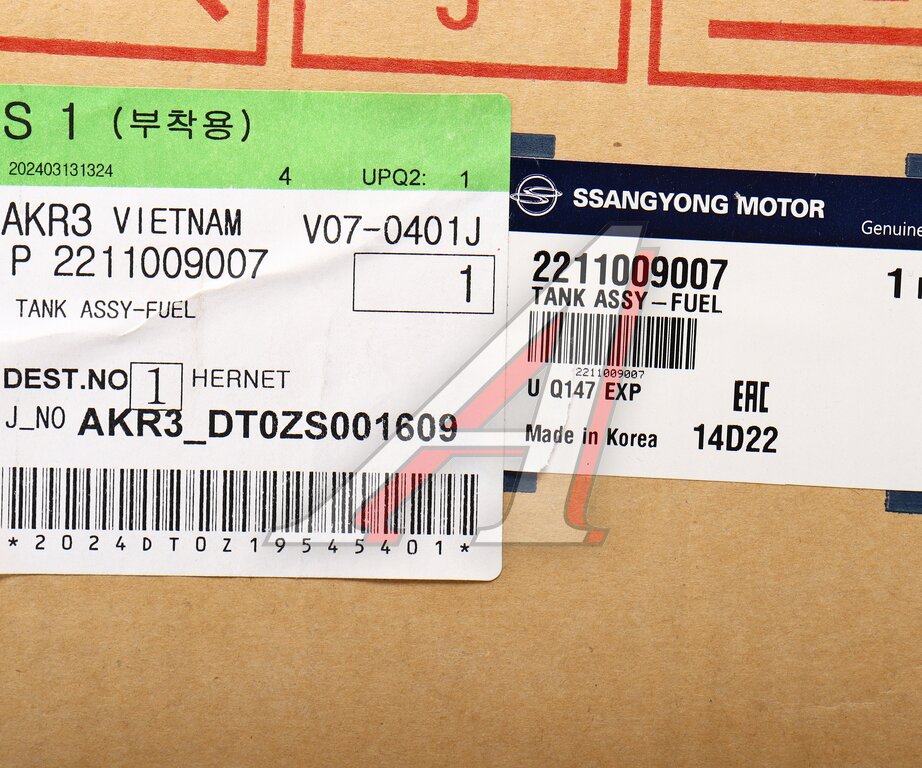 S 1 (부착용)
202403131324 4 UPQ2: 1
AKR3 VIETNAM V07-0401J
P 2211009007 1
TANK ASSY-FUEL
DEST.NO 1 HERNET
J_NO AKR3_DT0ZS001609
*2024DT0Z19545401*
SSANGYONG MOTOR
Genuine
2211009007 1
TANK ASSY-FUEL
2211009007
U Q147 EXP EAC
Made in Korea 14D22